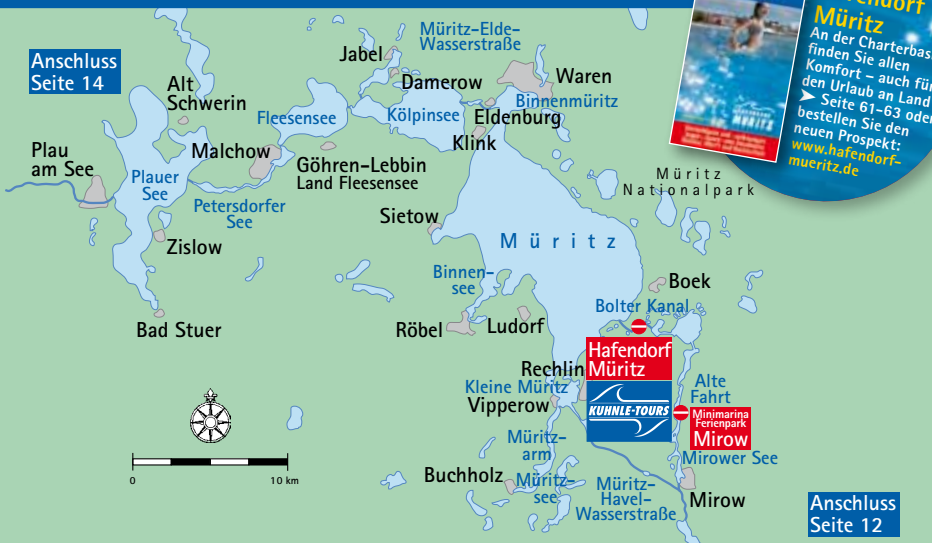 Anschluss
Seite 14
Jabel
Müritz-Elde-
Wasserstraße
Damerow
Waren
Binnenmüritz
Eldenburg
Kölpinsee
Klink
Fleesensee
Alt
Schwerin
Malchow
Göhren-Lebbin
Land Fleesensee
Plau
am See
Plauer
See
Petersdorfer
See
Zislow
Bad Stuer
Sietow
Müritz
Müritz
Nationalpark
Binnen-
see
Röbel
Ludorf
Boek
Bolter Kanal
Hafendorf
Müritz
KUHNLE-TOURS
Rechlin
Kleine Müritz
Vipperow
Alte
Fahrt
Minimarina
Ferienpark
Mirow
Mirower See
Müritz-
arm
Buchholz
Müritz-
see
Müritz-
Havel-
Wasserstraße
Mirow
0 10 km
Anschluss
Seite 12
Müritz
An der Charterbas
finden Sie allen
Komfort – auch für
den Urlaub an Land
➤ Seite 61-63 oder
bestellen Sie den
neuen Prospekt:
www.hafendorf-
mueritz.de
MÜRITZ